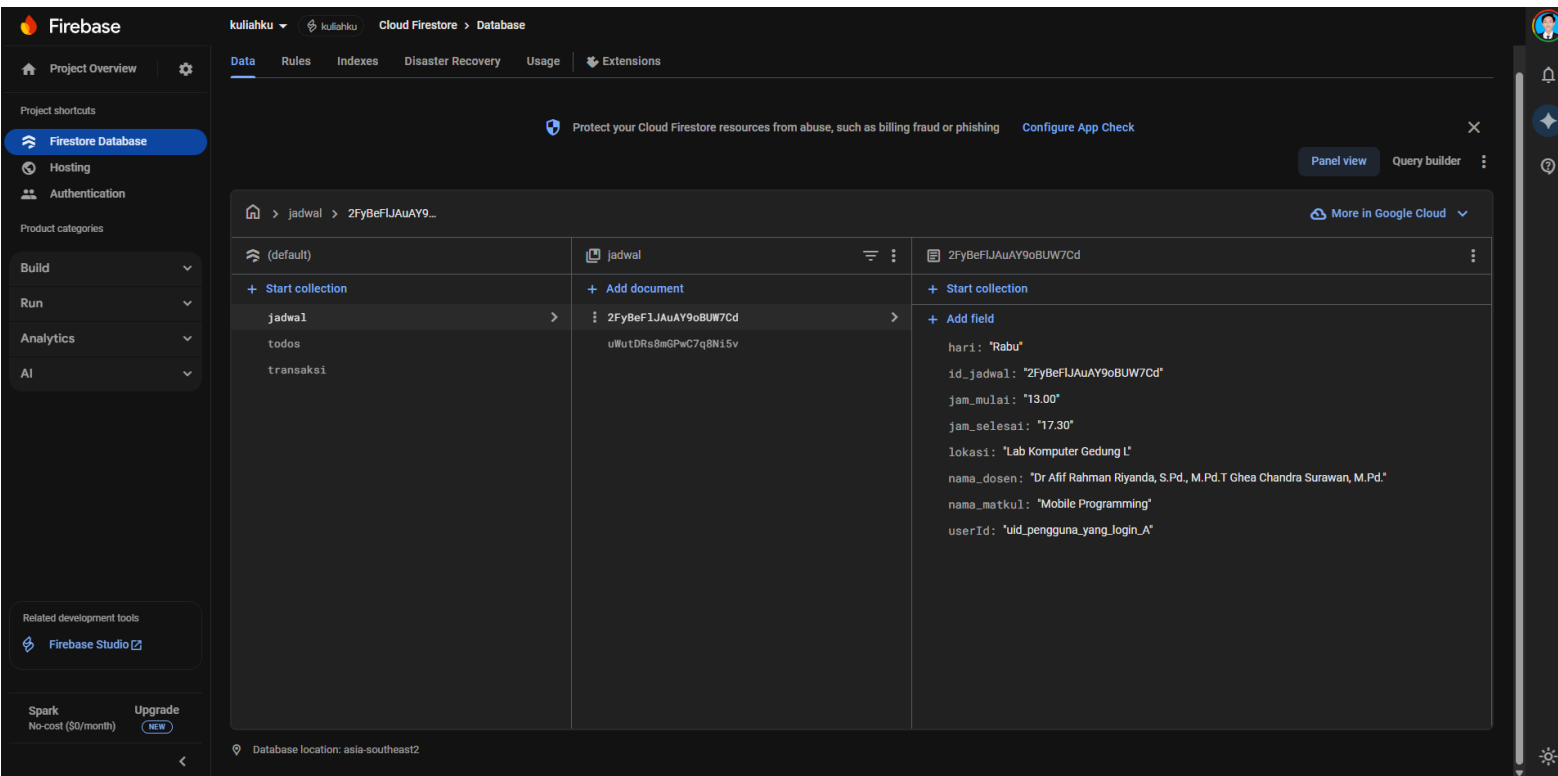 Firebase
kuliahku kuliahku Cloud Firestore > Database
Project Overview
Data Rules Indexes Disaster Recovery Usage Extensions
Project shortcuts
Firestore Database
Hosting
Authentication
Product categories
Build
Run
Analytics
AI
Related development tools
Firebase Studio
Spark
No-cost ($0/month)
Upgrade
NEW
Protect your Cloud Firestore resources from abuse, such as billing fraud or phishing Configure App Check
Panel view Query builder
> jadwal > 2FyBeFlJAuAY9…
More in Google Cloud
(default)
+ Start collection
jadwal
todos
transaksi
jadwal
+ Add document
2FyBeFlJAuAY9oBUW7Cd
uWutDRs8mGPwC7q8Ni5v
2FyBeFlJAuAY9oBUW7Cd
+ Start collection
+ Add field
hari: "Rabu"
id_jadwal: "2FyBeFlJAuAY9oBUW7Cd"
jam_mulai: "13.00"
jam_selesai: "17.30"
lokasi: "Lab Komputer Gedung L"
nama_dosen: "Dr Afif Rahman Riyanda, S.Pd., M.Pd.T Ghea Chandra Surawan, M.Pd."
nama_matkul: "Mobile Programming"
userId: "uid_pengguna_yang_login_A"
Database location: asia-southeast2